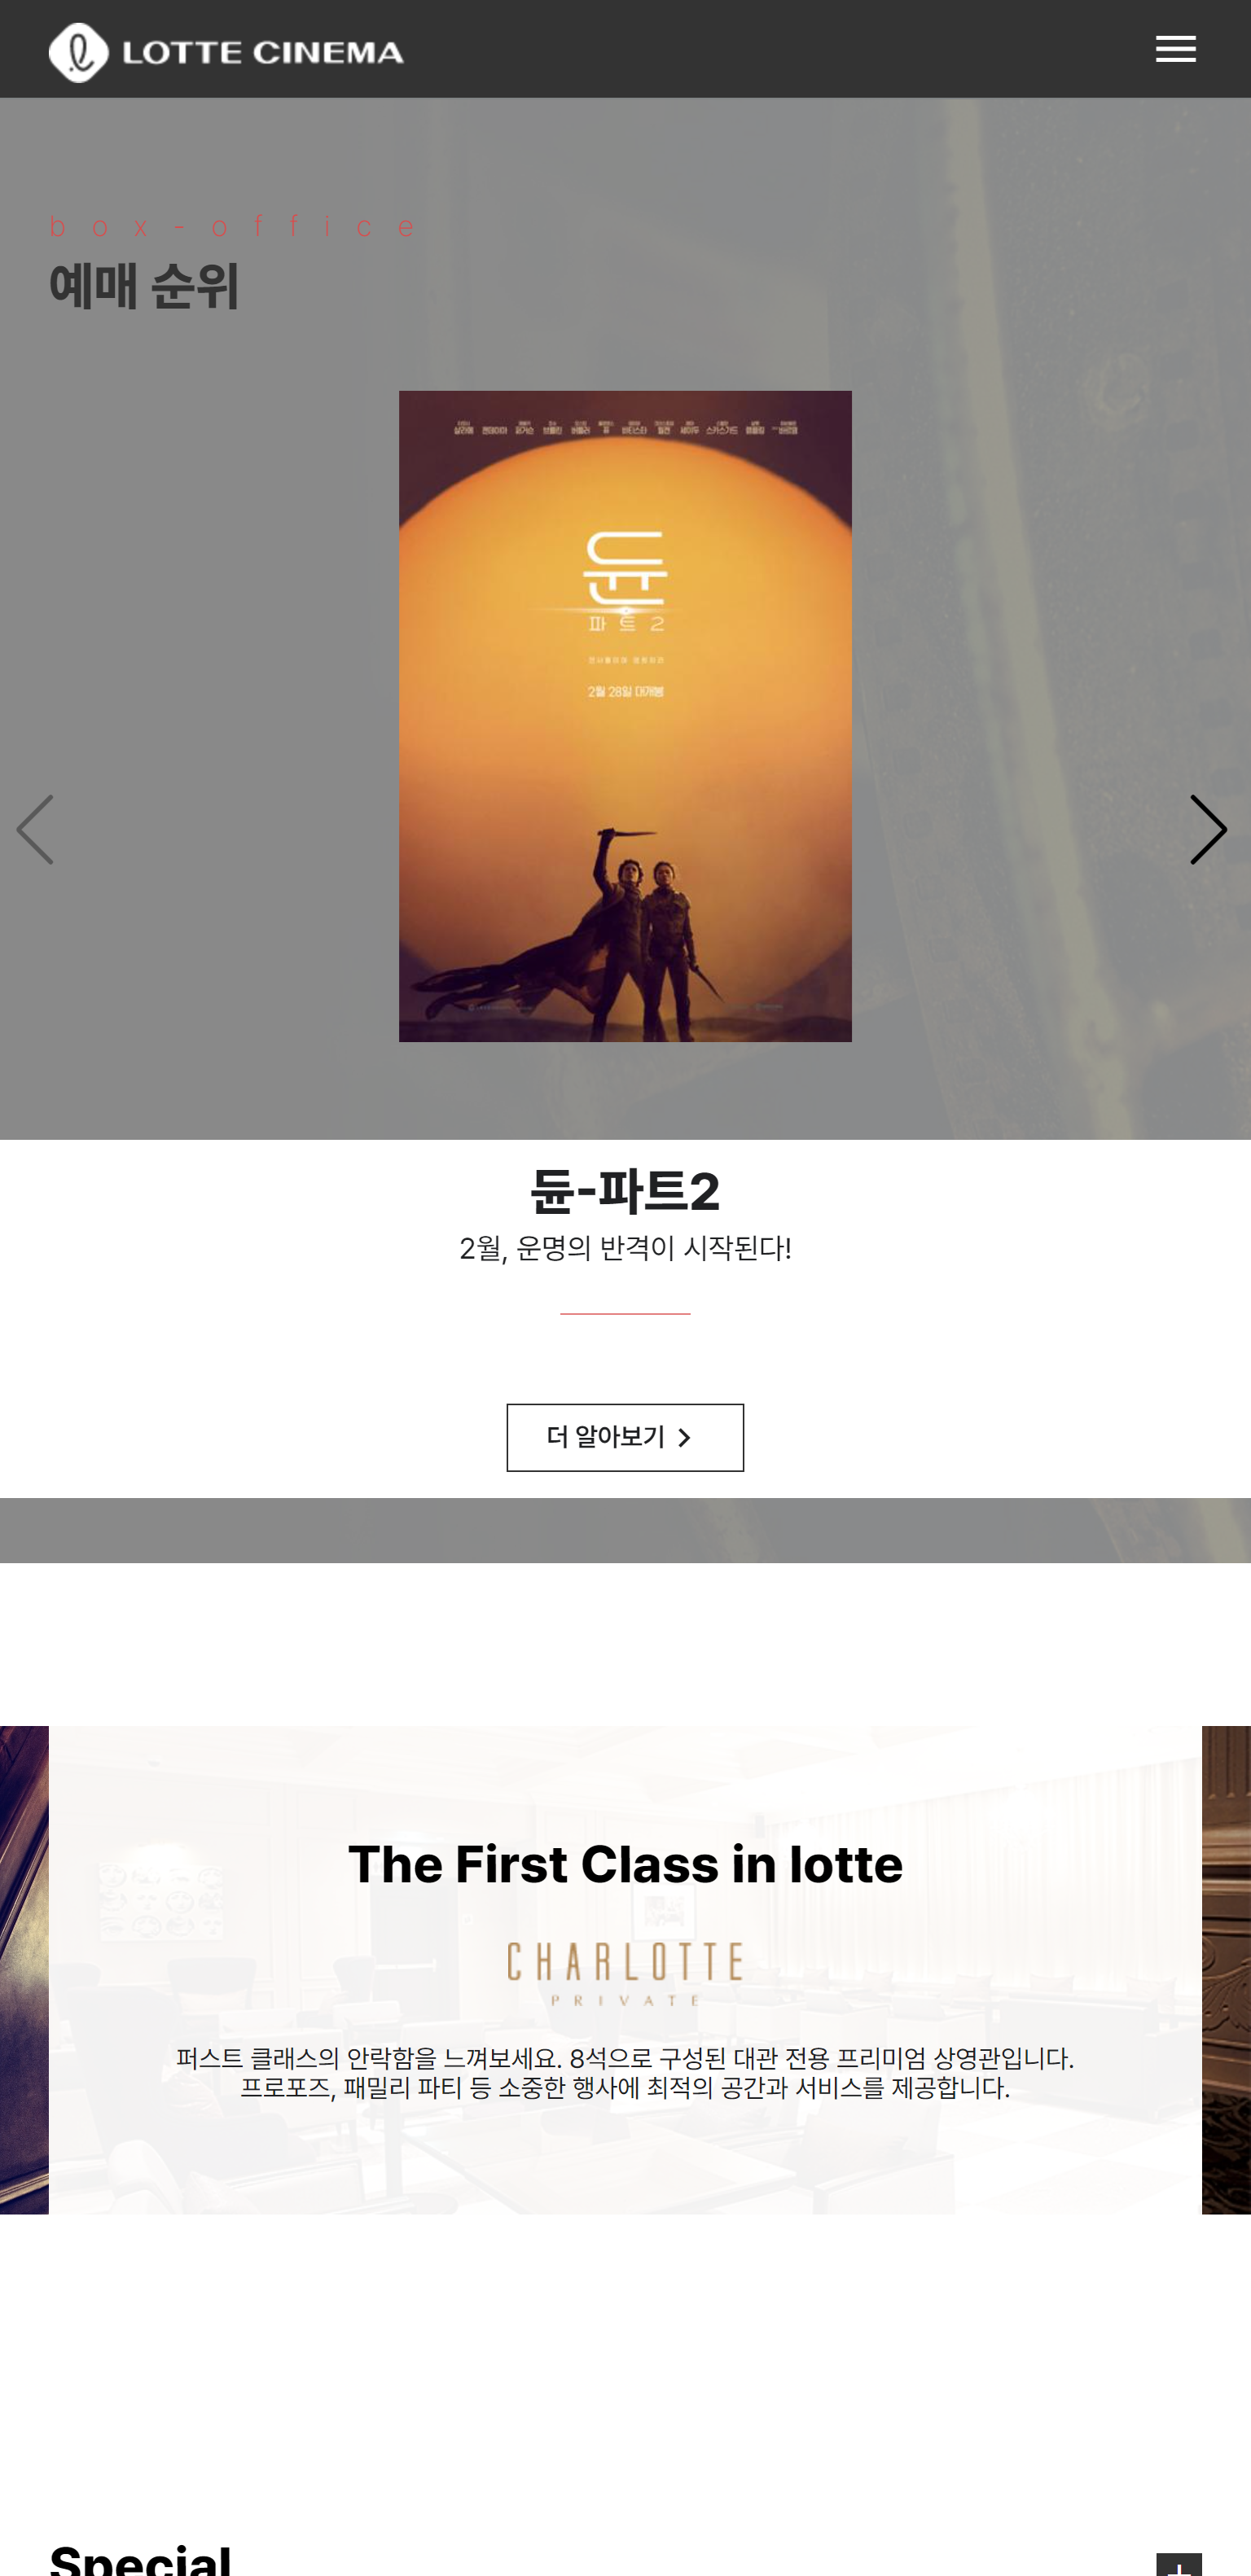 LOTTE CINEMA
box-office
예매 순위
듄
파트 2
2월 28일 대개봉
듄-파트2
2월, 운명의 반격이 시작된다!
더 알아보기
The First Class in lotte
CHARLOTTE
PRIVATE
퍼스트 클래스의 안락함을 느껴보세요. 8석으로 구성된 대관 전용 프리미엄 상영관입니다.
프로포즈, 패밀리 파티 등 소중한 행사에 최적의 공간과 서비스를 제공합니다.
Special